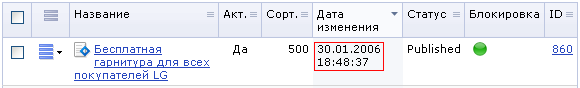 Название Акт. Сорт. Дата изменения Статус Блокировка ID
Бесплатная гарнитура для всех покупателей LG Да 500 30.01.2006 18:48:37 Published 860